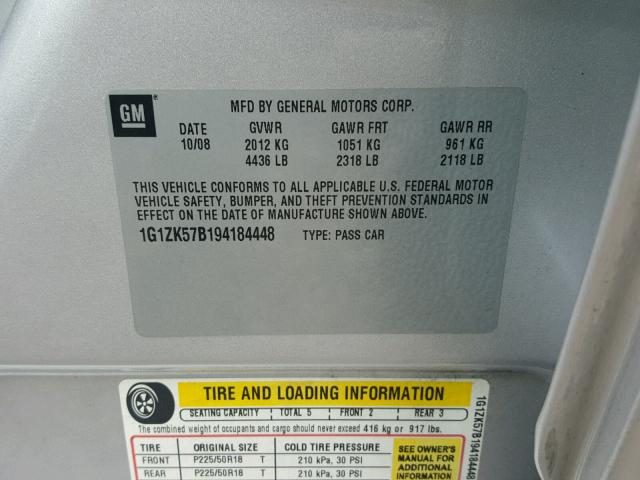 GM
®
MFD BY GENERAL MOTORS CORP.
DATE GVWR GAWR FRT GAWR RR
10/08 2012 KG 1051 KG 961 KG
4436 LB 2318 LB 2118 LB
THIS VEHICLE CONFORMS TO ALL APPLICABLE U.S. FEDERAL MOTOR
VEHICLE SAFETY, BUMPER, AND THEFT PREVENTION STANDARDS IN
EFFECT ON THE DATE OF MANUFACTURE SHOWN ABOVE.
1G1ZK57B194184448 TYPE: PASS CAR
TIRE AND LOADING INFORMATION
SEATING CAPACITY TOTAL 5 FRONT 2 REAR 3
The combined weight of occupants and cargo should never exceed 416 kg or 917 lbs.
TIRE ORIGINAL SIZE COLD TIRE PRESSURE
FRONT P225/50R18 T 210 kPa, 30 PSI
REAR P225/50R18 T 210 kPa, 30 PSI
SEE OWNER'S
MANUAL FOR
ADDITIONAL
INFORMATION
1G1ZK57B194184448